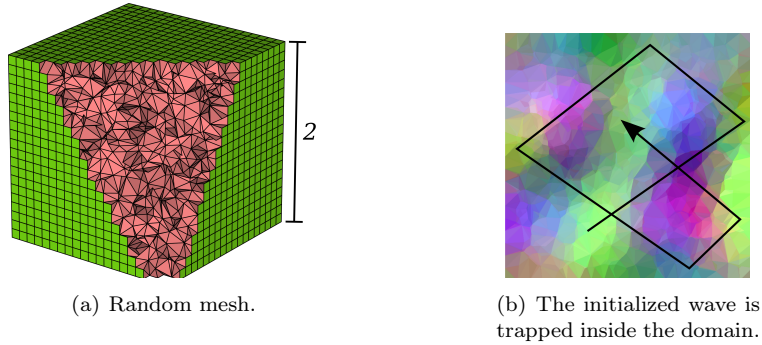 2
(a) Random mesh.
(b) The initialized wave is
trapped inside the domain.